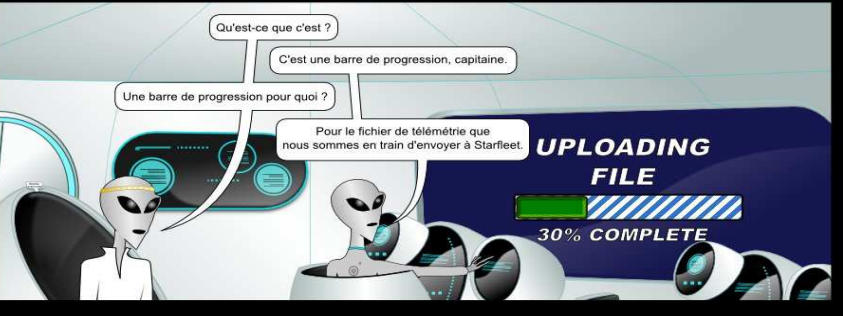 Qu'est-ce que c'est ?
C'est une barre de progression, capitaine.
Une barre de progression pour quoi ?
Pour le fichier de télémétrie que
nous sommes en train d'envoyer à Starfleet.
UPLOADING
FILE
30% COMPLETE